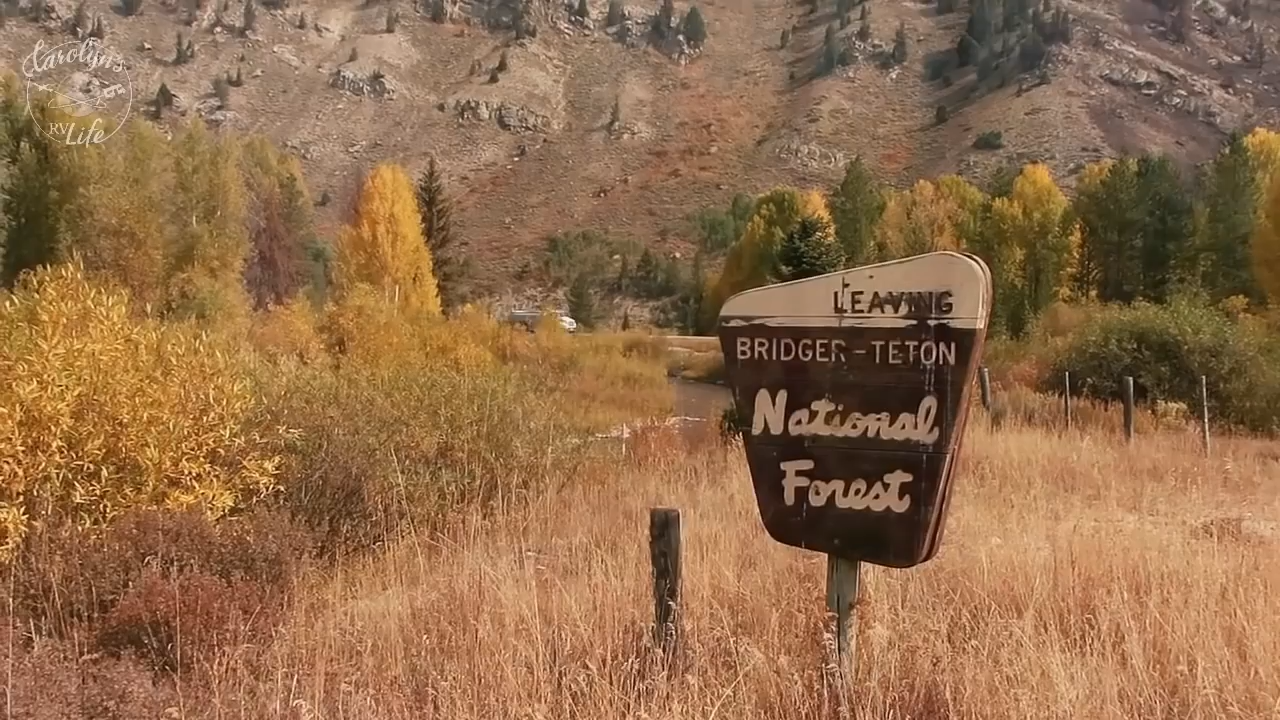 Carolyn's
RV Life
LEAVING
BRIDGER-TETON
National
Forest